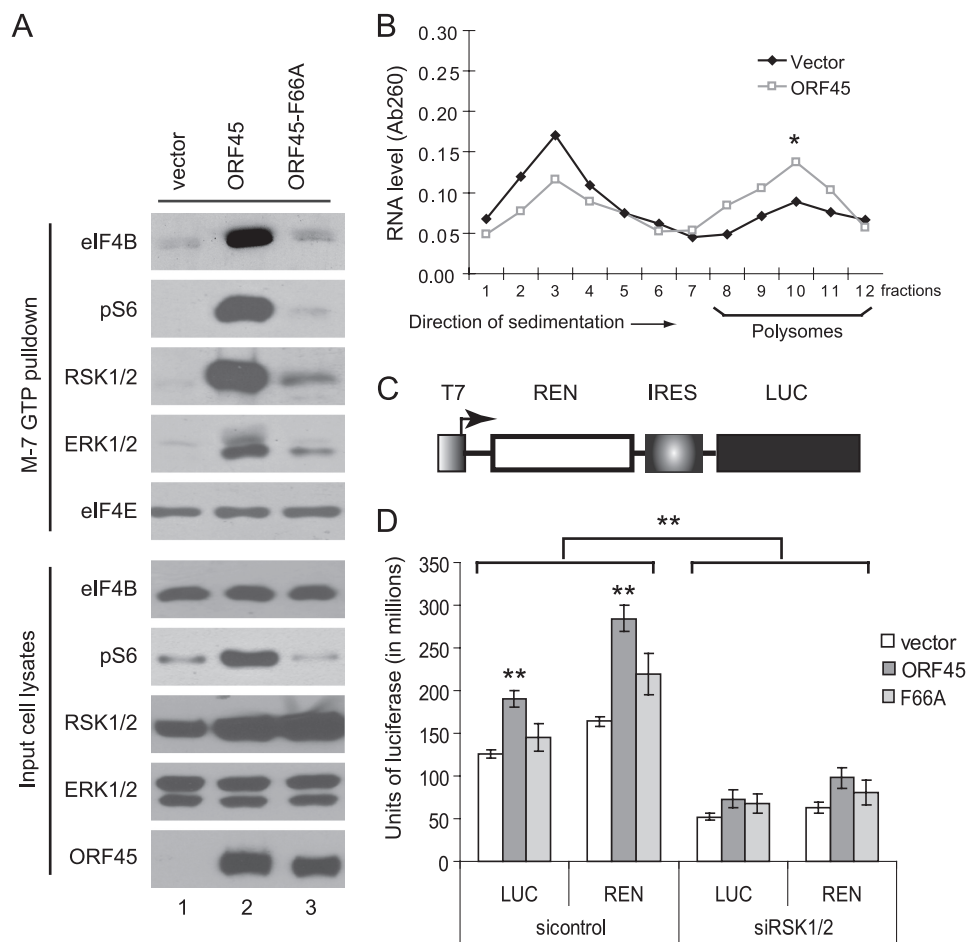 A
vector
ORF45
ORF45-F66A
M-7 GTP pulldown
eIF4B
pS6
RSK1/2
ERK1/2
eIF4E
Input cell lysates
eIF4B
pS6
RSK1/2
ERK1/2
ORF45
1 2 3
B
RNA level (Ab260)
0.30
0.25
0.20
0.15
0.10
0.05
0.00
Vector
ORF45
*
1 2 3 4 5 6 7 8 9 10 11 12 fractions
Direction of sedimentation
Polysomes
C
T7 REN IRES LUC
D
Units of luciferase (in millions)
350
300
250
200
150
100
50
0
**
**
**
vector
ORF45
F66A
LUC REN LUC REN
sicontrol siRSK1/2